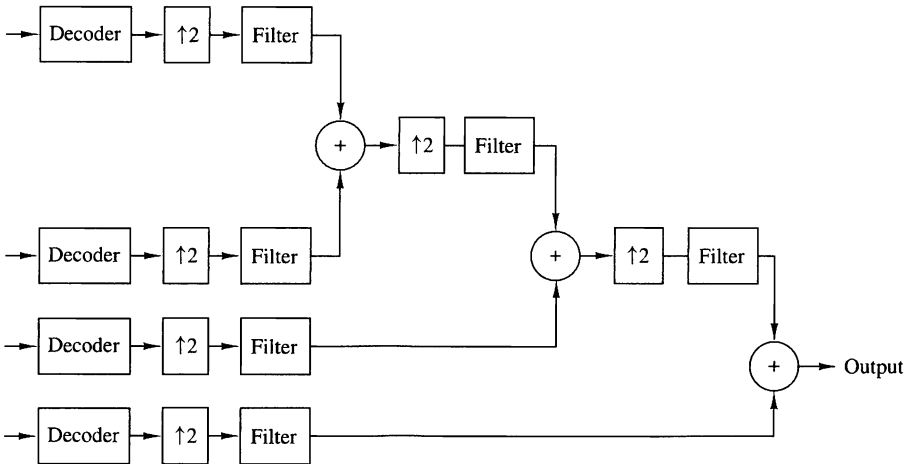 Decoder ↑2 Filter
+ ↑2 Filter
Decoder ↑2 Filter + ↑2 Filter
Decoder ↑2 Filter
+ Output
Decoder ↑2 Filter